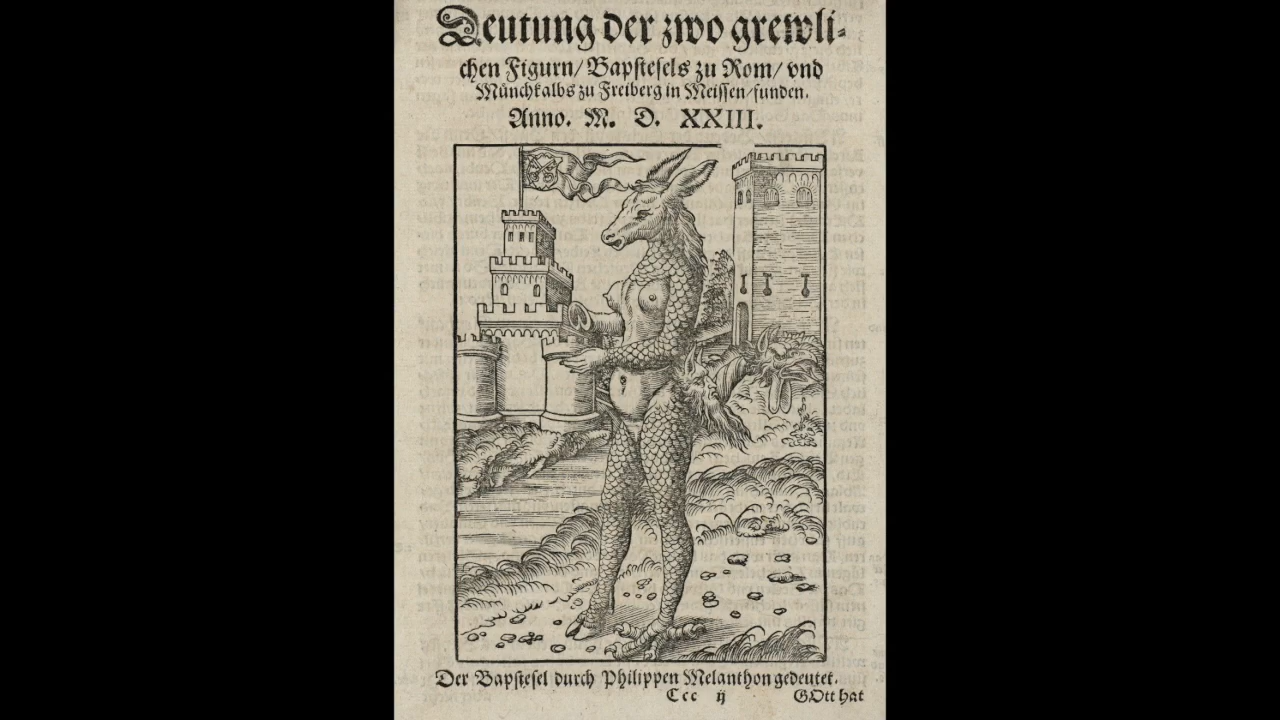 Deutung der zwo grewli-
chen Figurn/ Bapstesels zu Rom/ vnd
Münchkalbs zu Freiberg in Meissen/funden.
Anno. M. D. XXIII.
Der Bapstesel durch Philippen Melanthon gedeutet.
Ccc ij GOtt hat